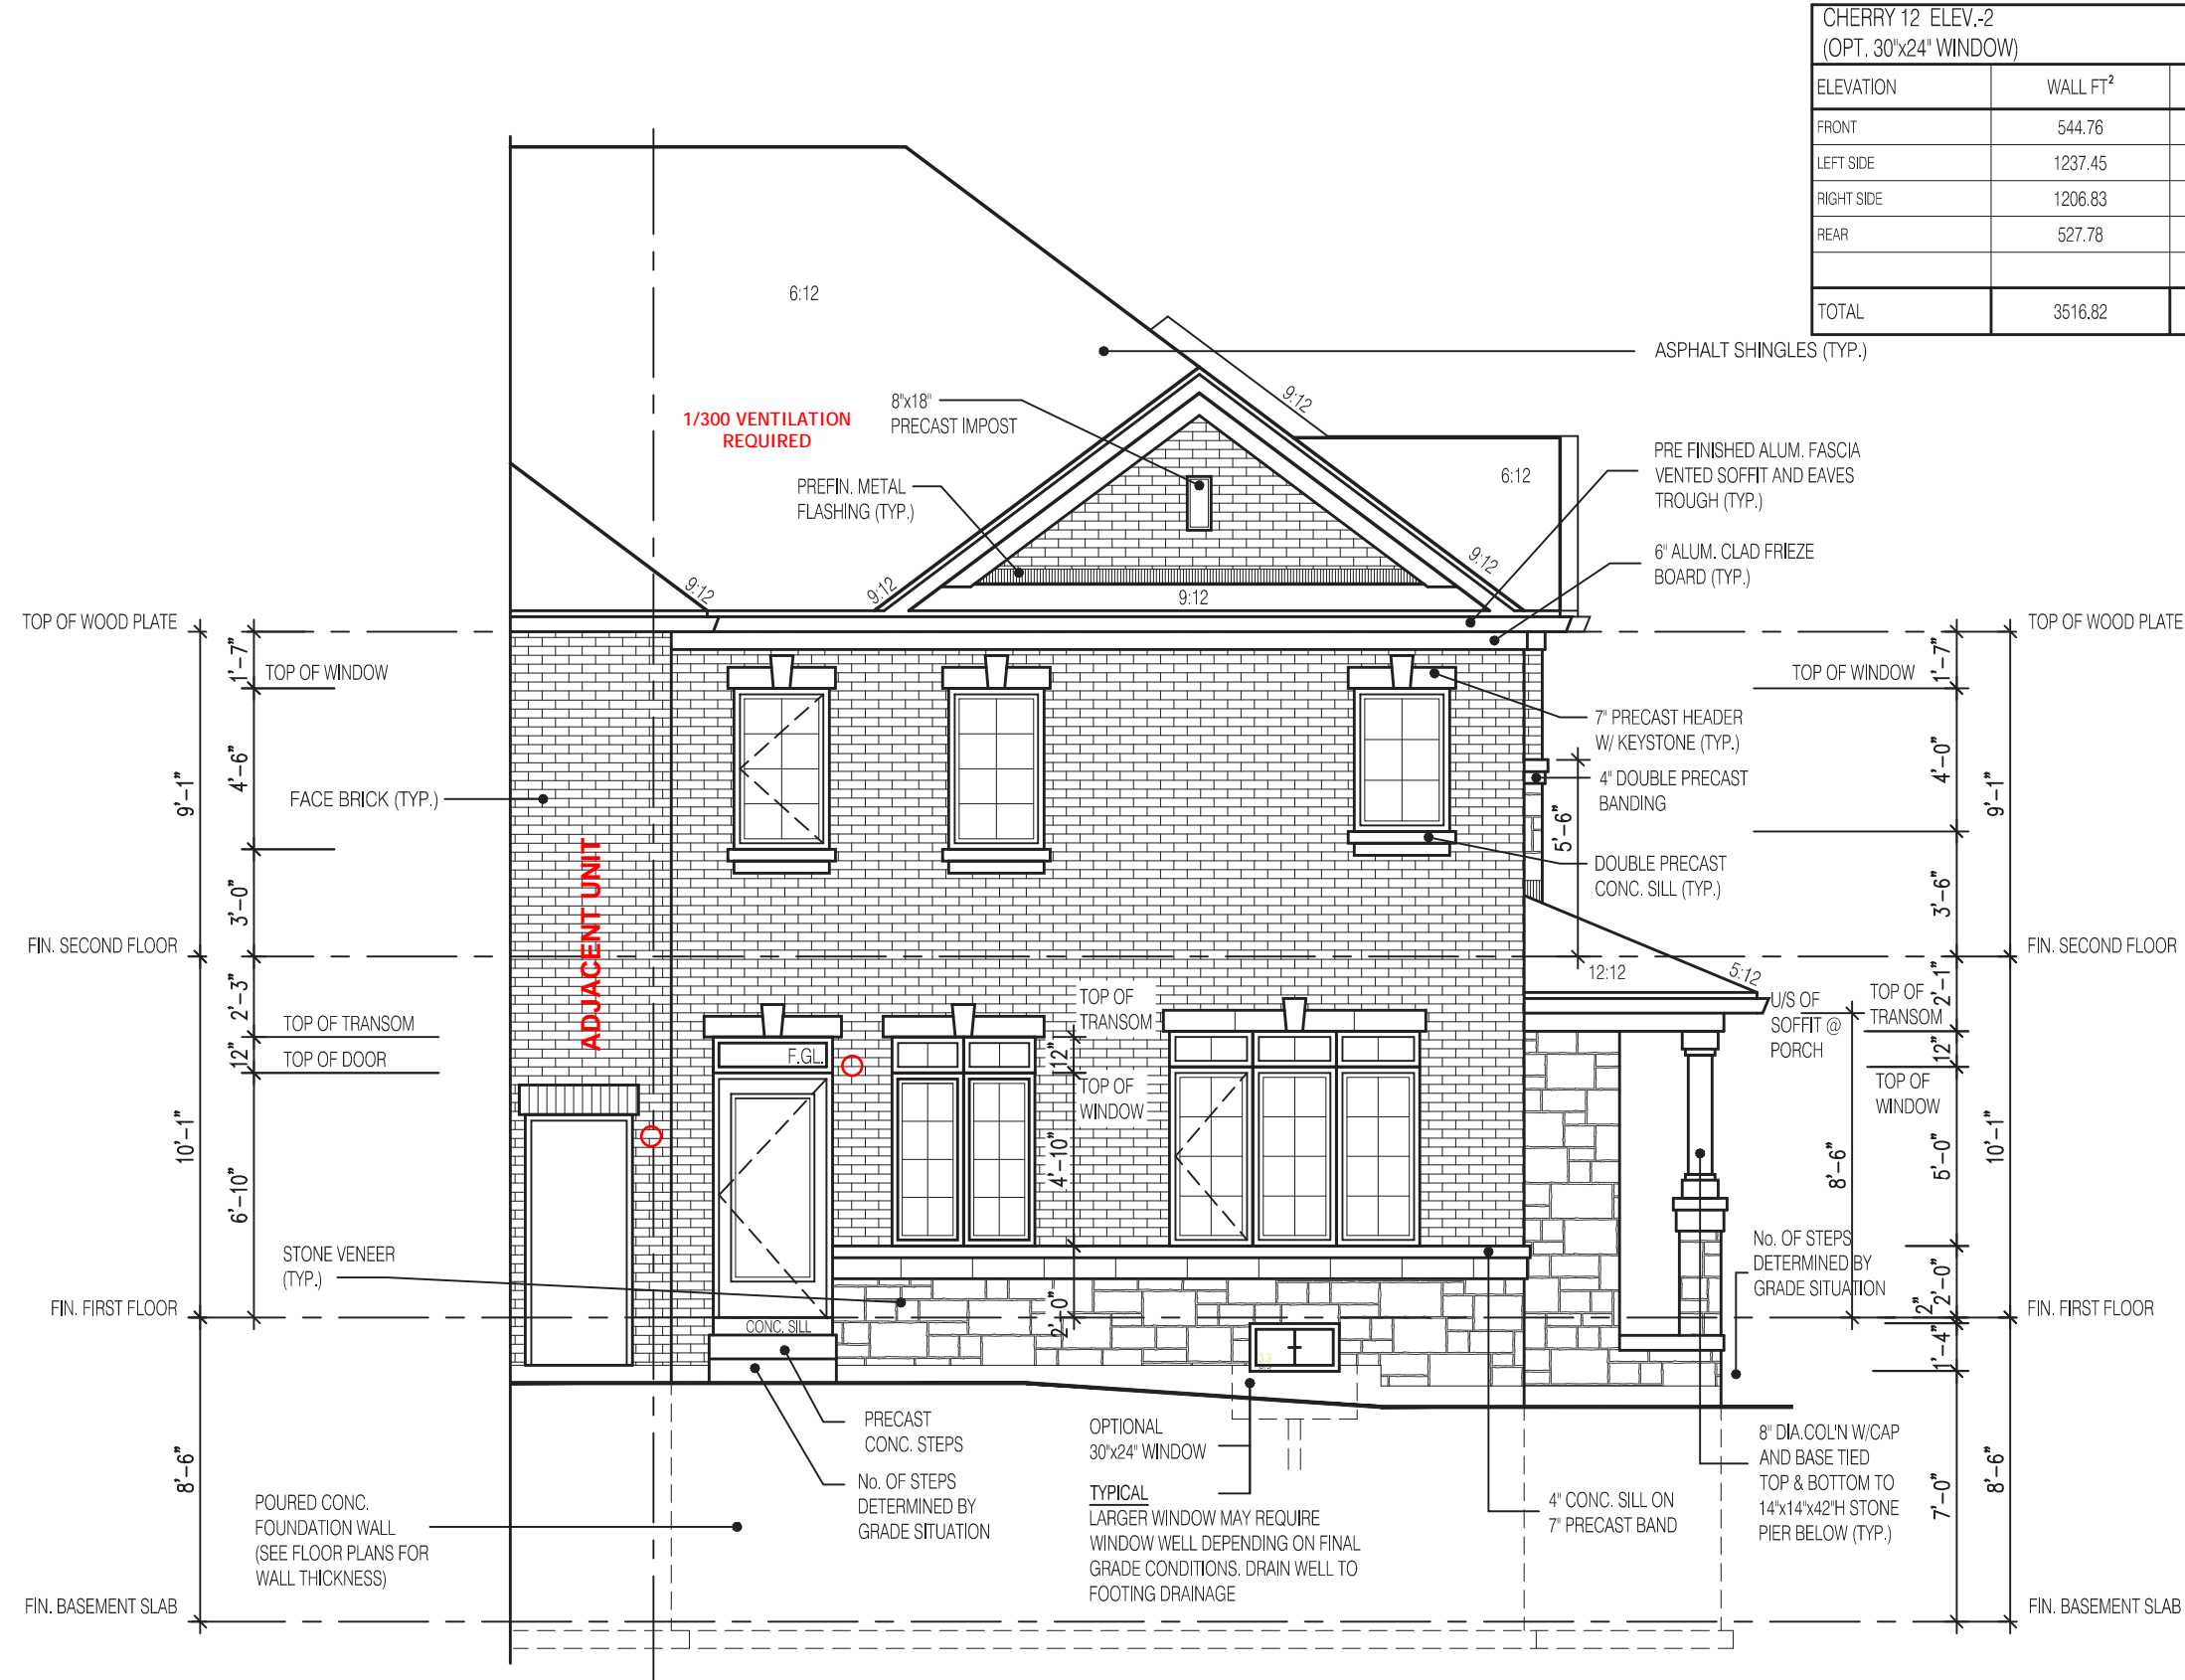 CHERRY 12 ELEV.-2
(OPT. 30"x24" WINDOW)
ELEVATION WALL FT²
FRONT 544.76
LEFT SIDE 1237.45
RIGHT SIDE 1206.83
REAR 527.78
TOTAL 3516.82
6:12
ASPHALT SHINGLES (TYP.)
9:12
8"x18"
PRECAST IMPOST
1/300 VENTILATION
REQUIRED
PREFIN. METAL
FLASHING (TYP.)
6:12
PRE FINISHED ALUM. FASCIA
VENTED SOFFIT AND EAVES
TROUGH (TYP.)
6" ALUM. CLAD FRIEZE
BOARD (TYP.)
9:12
9:12
9:12
9:12
TOP OF WOOD PLATE
TOP OF WOOD PLATE
1'-7"
TOP OF WINDOW
TOP OF WINDOW
1'-7"
7" PRECAST HEADER
W/ KEYSTONE (TYP.)
4" DOUBLE PRECAST
BANDING
4'-6"
9'-1"
FACE BRICK (TYP.)
5'-6"
4'-0"
9'-1"
DOUBLE PRECAST
CONC. SILL (TYP.)
ADJACENT UNIT
3'-0"
3'-6"
FIN. SECOND FLOOR
FIN. SECOND FLOOR
12:12
5:12
2'-3"
TOP OF TRANSOM
12"
TOP OF DOOR
F.GL.
TOP OF
TRANSOM
12"
TOP OF
WINDOW
U/S OF
SOFFIT @
PORCH
TOP OF
TRANSOM
2'-1"
12"
TOP OF
WINDOW
10'-1"
6'-10"
4'-10"
8'-6"
5'-0"
10'-1"
STONE VENEER
(TYP.)
No. OF STEPS
DETERMINED BY
GRADE SITUATION
2'-0"
2'-0"
2"
FIN. FIRST FLOOR
FIN. FIRST FLOOR
CONC. SILL
33
1'-4"
PRECAST
CONC. STEPS
No. OF STEPS
DETERMINED BY
GRADE SITUATION
OPTIONAL
30"x24" WINDOW
TYPICAL
LARGER WINDOW MAY REQUIRE
WINDOW WELL DEPENDING ON FINAL
GRADE CONDITIONS. DRAIN WELL TO
FOOTING DRAINAGE
4" CONC. SILL ON
7" PRECAST BAND
8" DIA.COL'N W/CAP
AND BASE TIED
TOP & BOTTOM TO
14"x14"x42"H STONE
PIER BELOW (TYP.)
8'-6"
7'-0"
8'-6"
POURED CONC.
FOUNDATION WALL
(SEE FLOOR PLANS FOR
WALL THICKNESS)
FIN. BASEMENT SLAB
FIN. BASEMENT SLAB